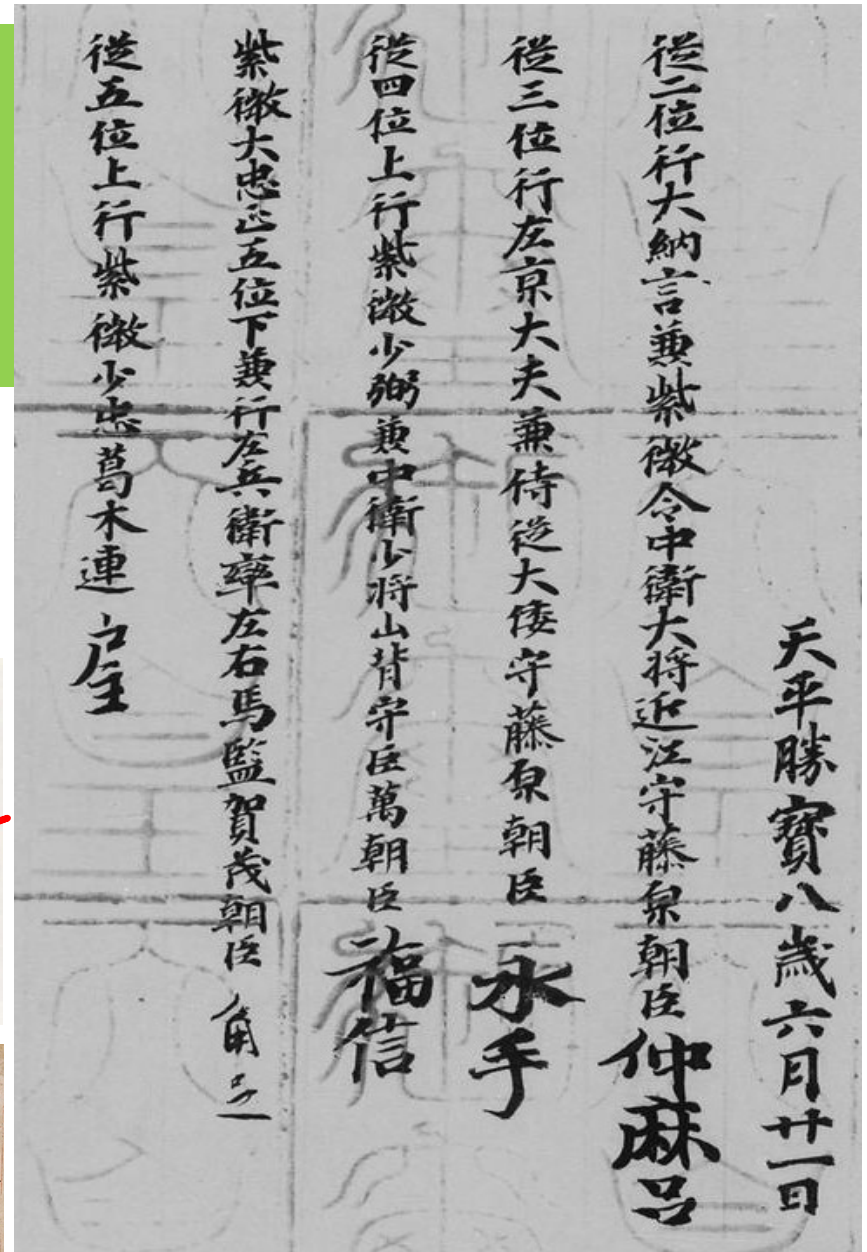 天平勝寶八歳六月廿一日
從二位行大納言兼紫微令中衛大将近江守藤原朝臣仲麻呂
從三位行左京大夫兼侍從大倭守藤原朝臣永手
從四位上行紫微少弼兼中衛少将山背守巨萬朝臣福信
紫微大忠正五位下兼行左兵衛率左右馬監賀茂朝臣角足
從五位上行紫微少忠葛木連戸主